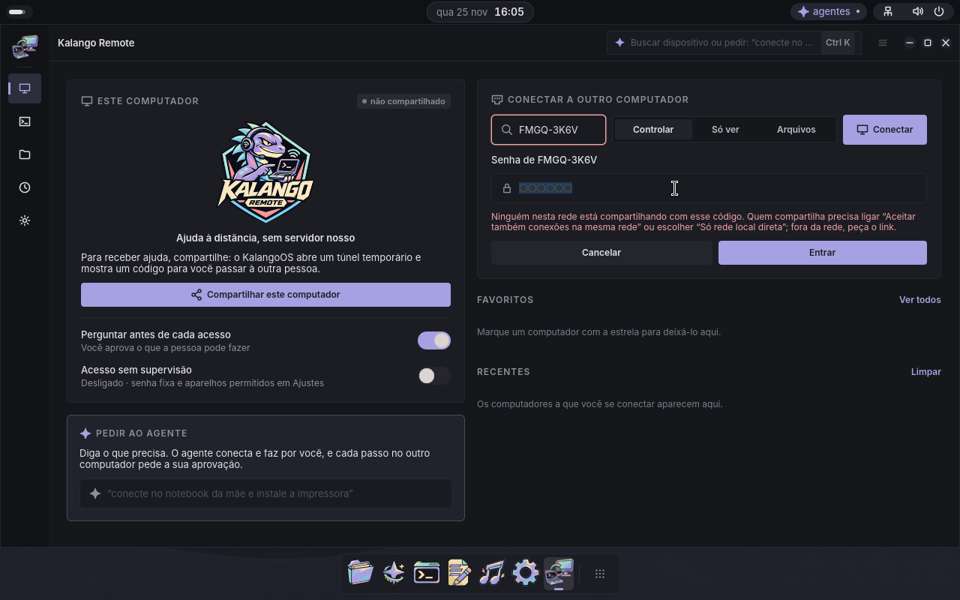 qua 25 nov 16:05
agentes
Kalango Remote
Buscar dispositivo ou pedir: "conecte no ...
Ctrl K
ESTE COMPUTADOR
não compartilhado
KALANGO
REMOTE
Ajuda à distância, sem servidor nosso
Para receber ajuda, compartilhe: o KalangoOS abre um túnel temporário e
mostra um código para você passar à outra pessoa.
Compartilhar este computador
Perguntar antes de cada acesso
Você aprova o que a pessoa pode fazer
Acesso sem supervisão
Desligado · senha fixa e aparelhos permitidos em Ajustes
PEDIR AO AGENTE
Diga o que precisa. O agente conecta e faz por você, e cada passo no outro
computador pede a sua aprovação.
"conecte no notebook da mãe e instale a impressora"
CONECTAR A OUTRO COMPUTADOR
FMGQ-3K6V
Controlar
Só ver
Arquivos
Conectar
Senha de FMGQ-3K6V
Ninguém nesta rede está compartilhando com esse código. Quem compartilha precisa ligar "Aceitar
também conexões na mesma rede" ou escolher "Só rede local direta"; fora da rede, peça o link.
Cancelar
Entrar
FAVORITOS
Ver todos
Marque um computador com a estrela para deixá-lo aqui.
RECENTES
Limpar
Os computadores a que você se conectar aparecem aqui.